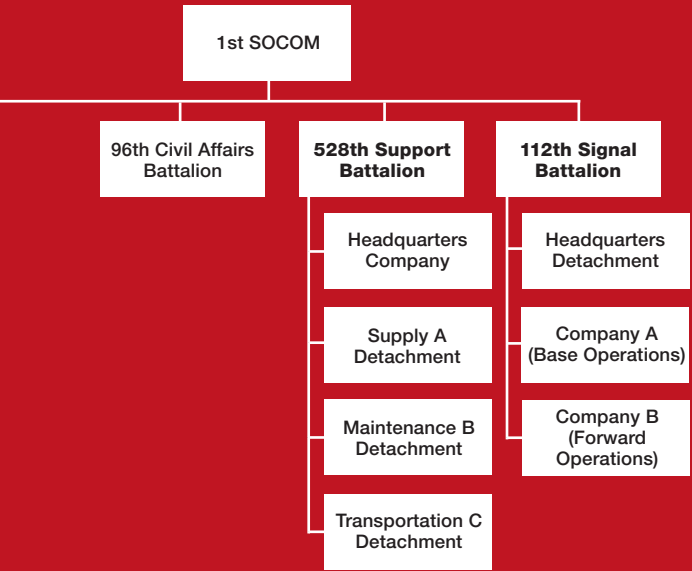 1st SOCOM
96th Civil Affairs
Battalion
528th Support
Battalion
112th Signal
Battalion
Headquarters
Company
Supply A
Detachment
Maintenance B
Detachment
Transportation C
Detachment
Headquarters
Detachment
Company A
(Base Operations)
Company B
(Forward
Operations)